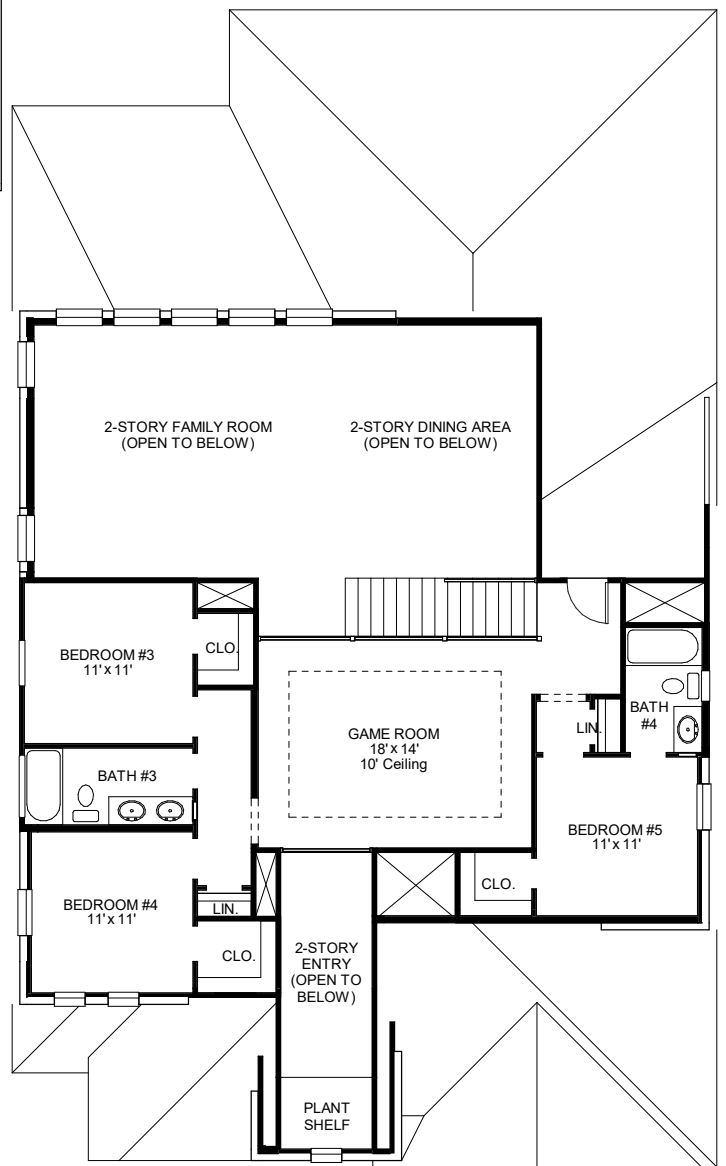 2-STORY FAMILY ROOM
(OPEN TO BELOW)
2-STORY DINING AREA
(OPEN TO BELOW)
BEDROOM #3
11' x 11'
CLO.
GAME ROOM
18' x 14'
10' Ceiling
LIN.
BATH
#4
BATH #3
BEDROOM #5
11' x 11'
BEDROOM #4
11' x 11'
LIN.
CLO.
CLO.
2-STORY
ENTRY
(OPEN TO
BELOW)
PLANT
SHELF